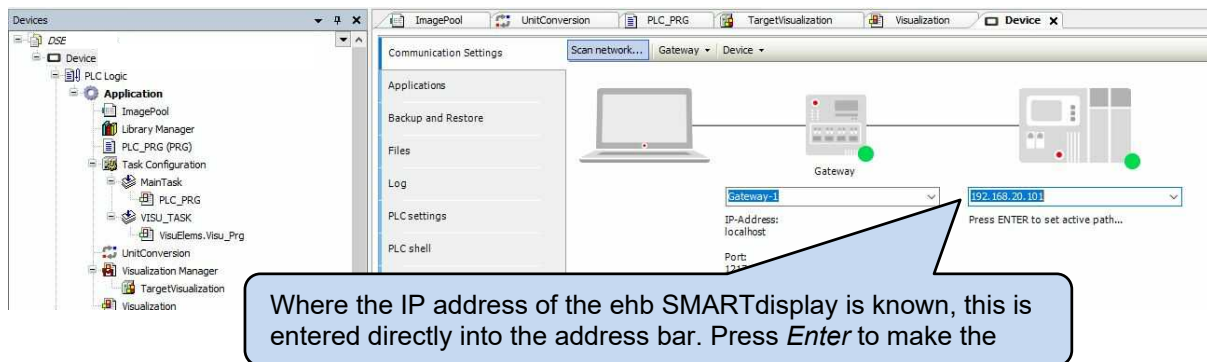 Devices
DSE
Device
PLC Logic
Application
ImagePool
Library Manager
PLC_PRG (PRG)
Task Configuration
MainTask
PLC_PRG
VISU_TASK
VisuElems.Visu_Prg
UnitConversion
Visualization Manager
TargetVisualization
Visualization
ImagePool UnitConversion PLC_PRG TargetVisualization Visualization Device
Communication Settings
Applications
Backup and Restore
Files
Log
PLC settings
PLC shell
Scan network... Gateway Device
Gateway
Gateway-1 192.168.20.101
IP-Address: Press ENTER to set active path...
localhost
Port:
Where the IP address of the ehb SMARTdisplay is known, this is
entered directly into the address bar. Press Enter to make the